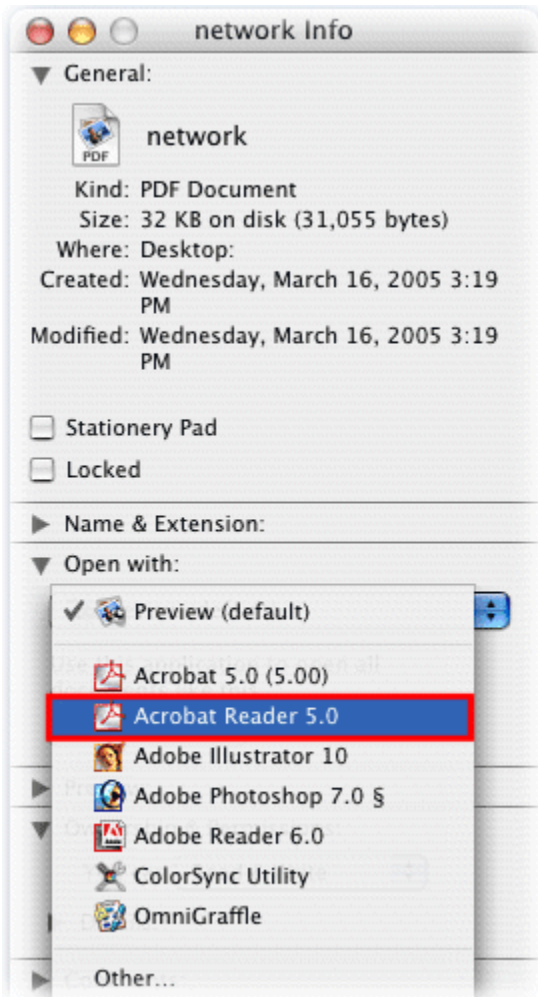 network Info
General:
PDF
network
Kind: PDF Document
Size: 32 KB on disk (31,055 bytes)
Where: Desktop:
Created: Wednesday, March 16, 2005 3:19
PM
Modified: Wednesday, March 16, 2005 3:19
PM
Stationery Pad
Locked
Name & Extension:
Open with:
Preview (default)
Acrobat 5.0 (5.00)
Acrobat Reader 5.0
Adobe Illustrator 10
Adobe Photoshop 7.0 §
Adobe Reader 6.0
ColorSync Utility
OmniGraffle
Other...